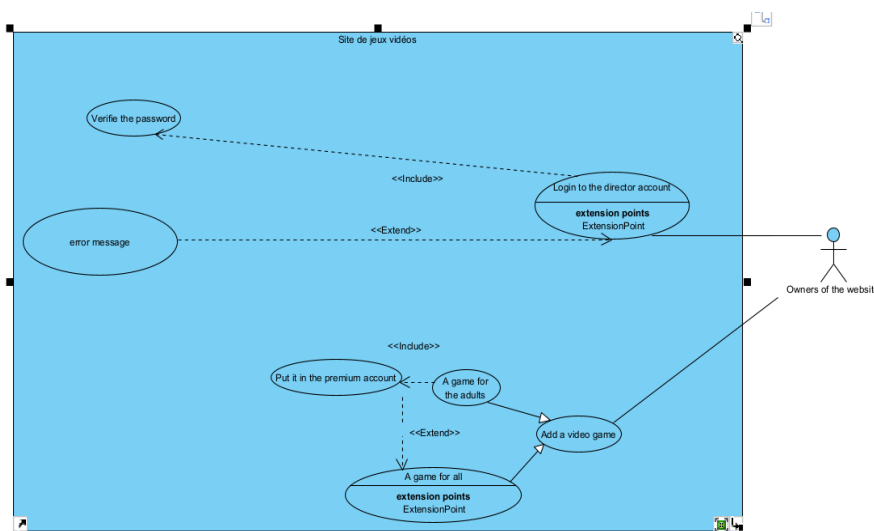 Site de jeux vidéos
Verifie the password
<<Include>>
Login to the director account
extension points
ExtensionPoint
<<Extend>>
error message
Owners of the websit
<<Include>>
Put it in the premium account
A game for
the adults
<<Extend>>
Add a video game
A game for all
extension points
ExtensionPoint